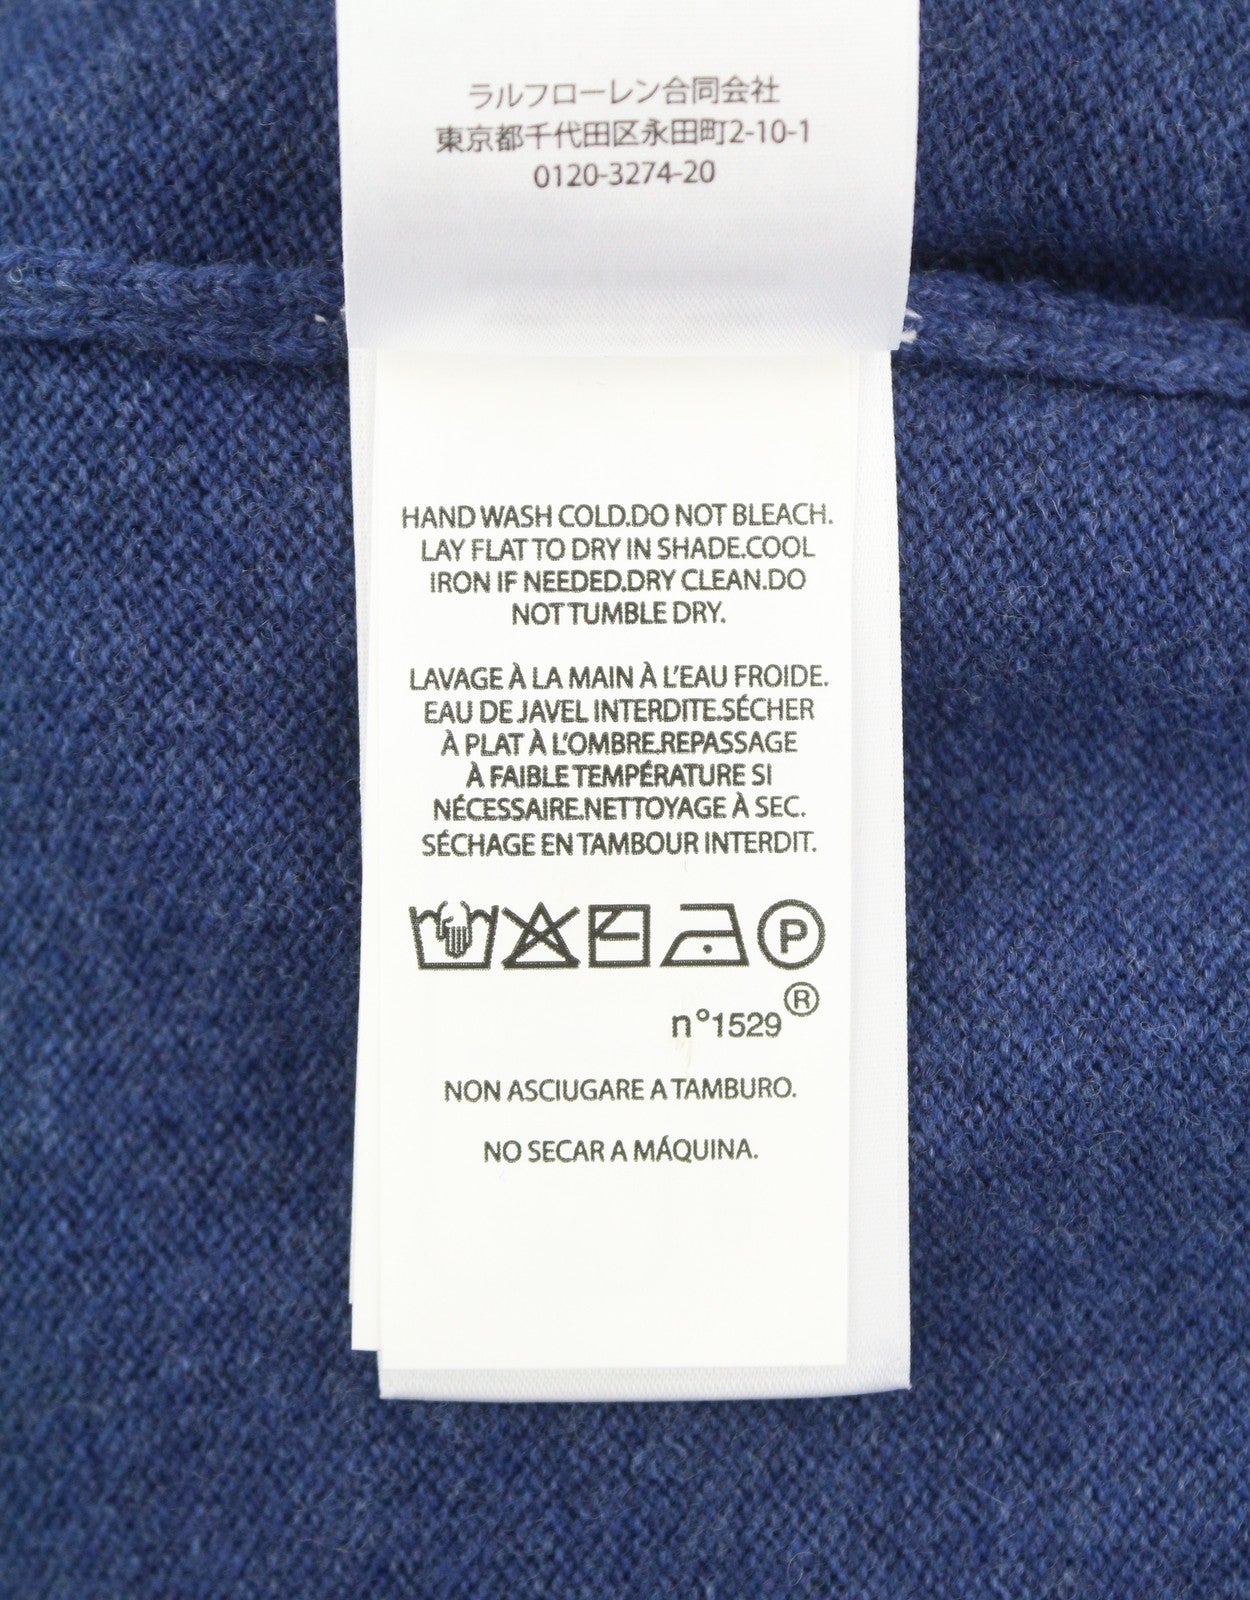 ラルフローレン合同会社
東京都千代田区永田町2-10-1
0120-3274-20
HAND WASH COLD.DO NOT BLEACH.
LAY FLAT TO DRY IN SHADE.COOL
IRON IF NEEDED.DRY CLEAN.DO
NOT TUMBLE DRY.
LAVAGE À LA MAIN À L'EAU FROIDE.
EAU DE JAVEL INTERDITE.SÉCHER
À PLAT À L'OMBRE.REPASSAGE
À FAIBLE TEMPÉRATURE SI
NÉCESSAIRE.NETTOYAGE À SEC.
SÉCHAGE EN TAMBOUR INTERDIT.
P
n°1529®
NON ASCIUGARE A TAMBURO.
NO SECAR A MÁQUINA.